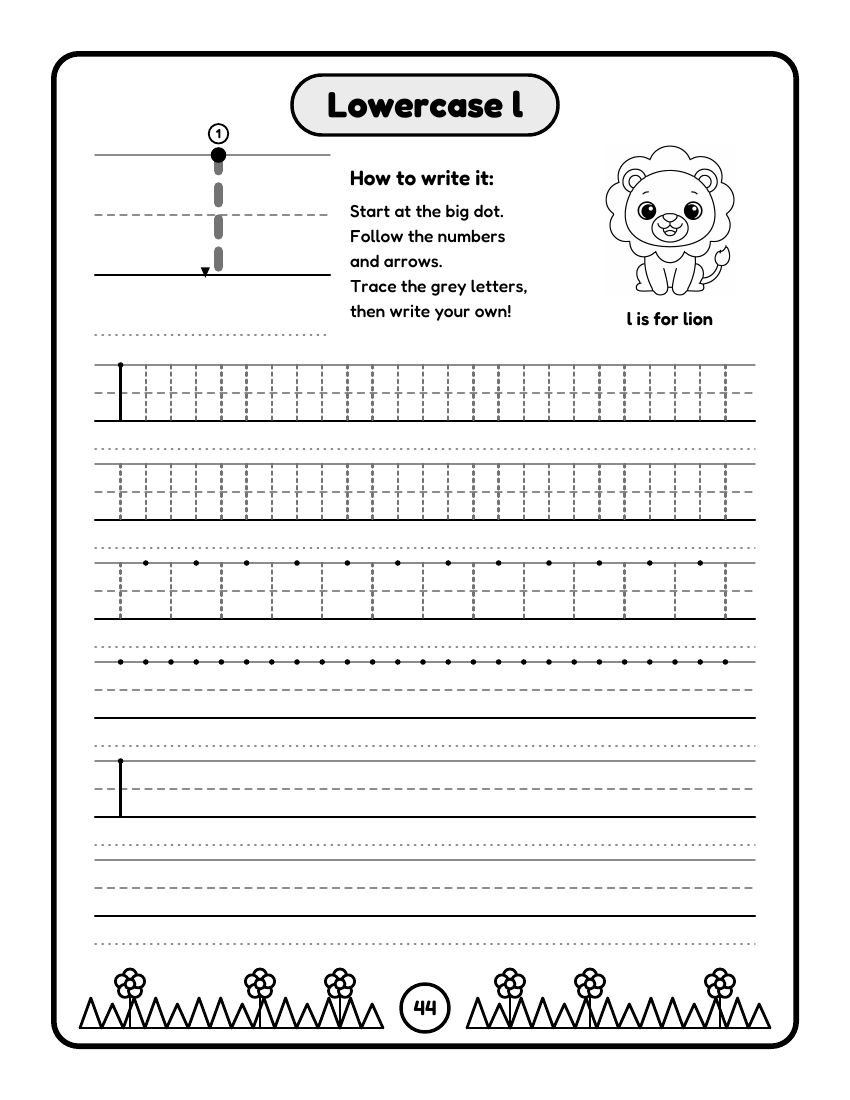 Lowercase l
1
How to write it:
Start at the big dot.
Follow the numbers
and arrows.
Trace the grey letters,
then write your own!
l is for lion
l l l l l l l l l l l l l l l l l l l l l l l l l
l l l l l l l l l l l l l l l l l l l l l l l l l
l l l l l l l l l l l l l
l
44